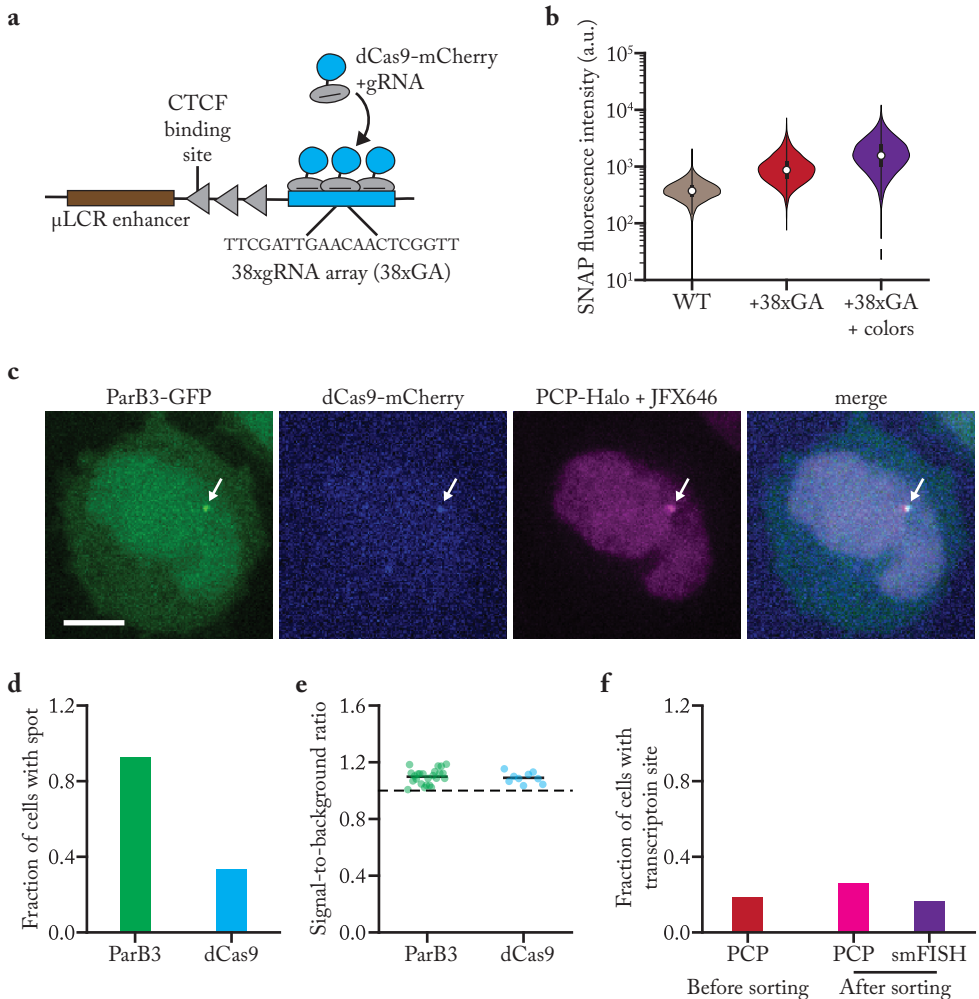 a
dCas9-mCherry
+gRNA
CTCF
binding
site
μLCR enhancer
TTCGATTGAACAACTCGGTT
38xgRNA array (38xGA)
b
SNAP fluorescence intensity (a.u.)
10⁵
10⁴
10³
10²
10¹
WT
+38xGA
+38xGA
+ colors
c
ParB3-GFP
dCas9-mCherry
PCP-Halo + JFX646
merge
d
Fraction of cells with spot
1.2
0.8
0.4
0.0
ParB3
dCas9
e
Signal-to-background ratio
1.6
1.2
0.8
0.4
0.0
ParB3
dCas9
f
Fraction of cells with
transcriptoin site
1.2
0.8
0.4
0.0
PCP
PCP
smFISH
Before sorting
After sorting